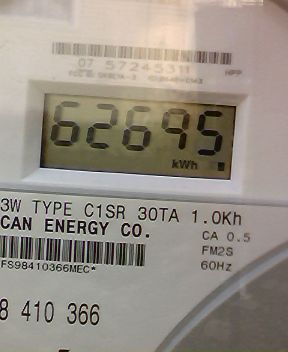 07 57245311 NPP
62695
kWh
3W TYPE C1SR 30TA 1.0Kh
CAN ENERGY CO.
CA 0.5
FM2S
FS98410366MEC*
60Hz
8 410 366